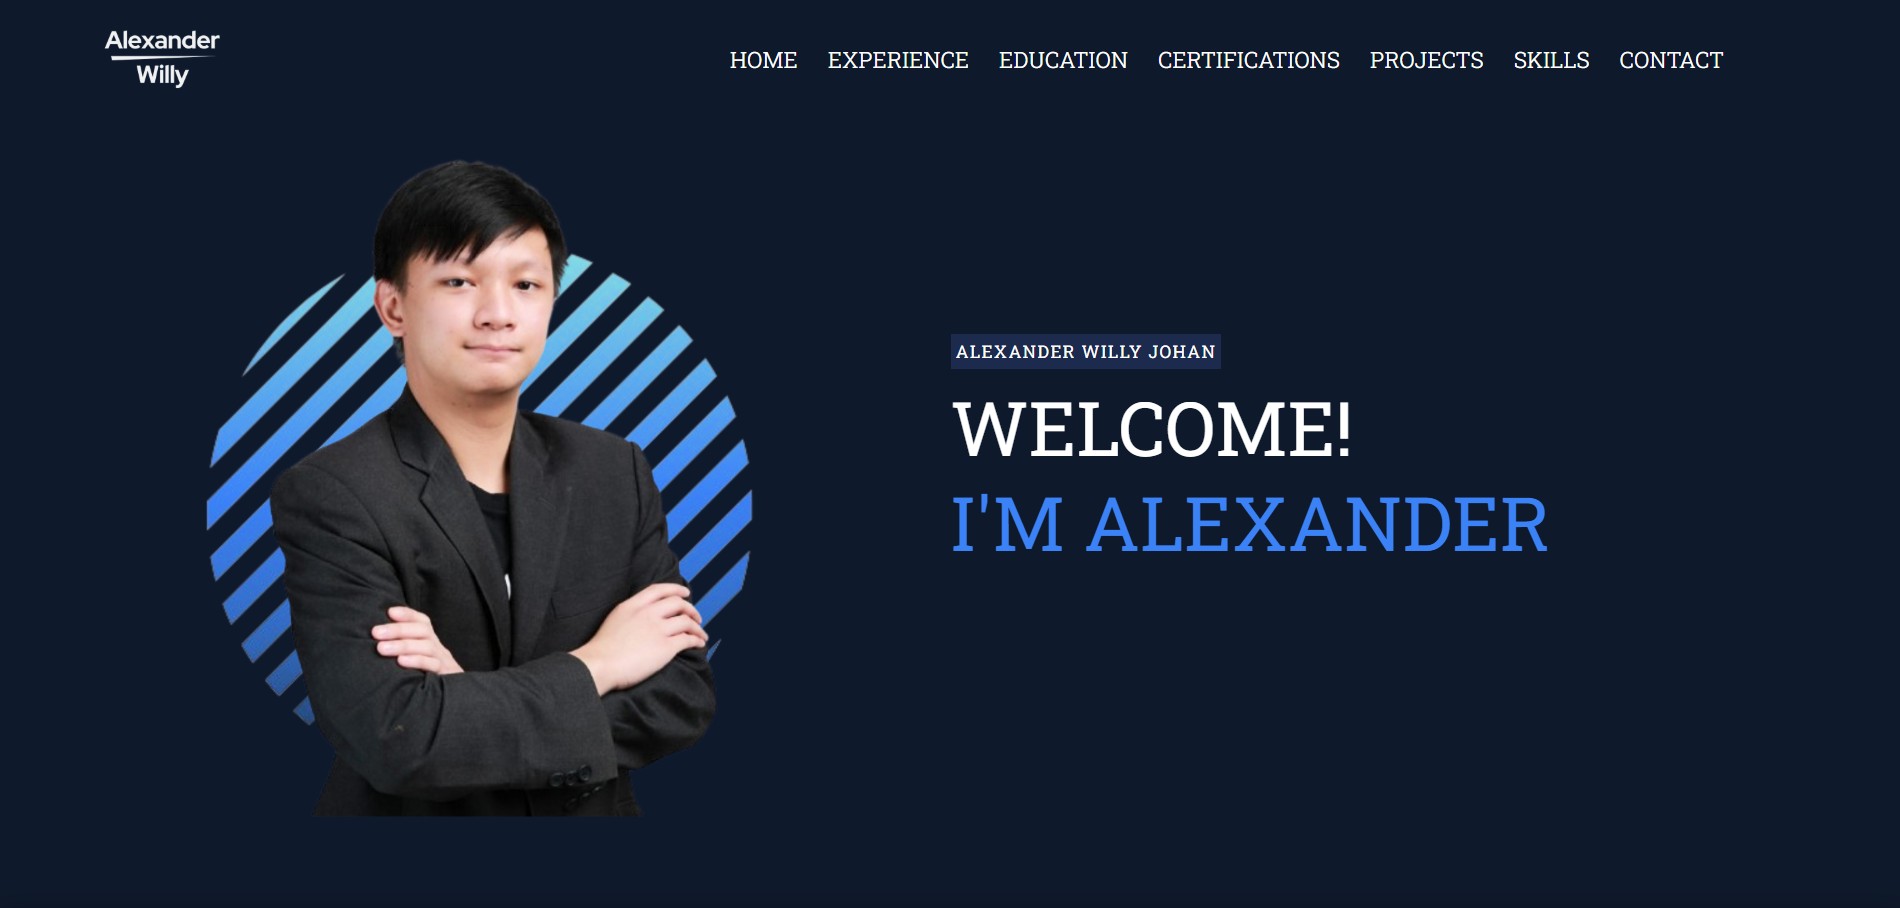 Alexander
Willy
HOME EXPERIENCE EDUCATION CERTIFICATIONS PROJECTS SKILLS CONTACT
ALEXANDER WILLY JOHAN
WELCOME!
I'M ALEXANDER